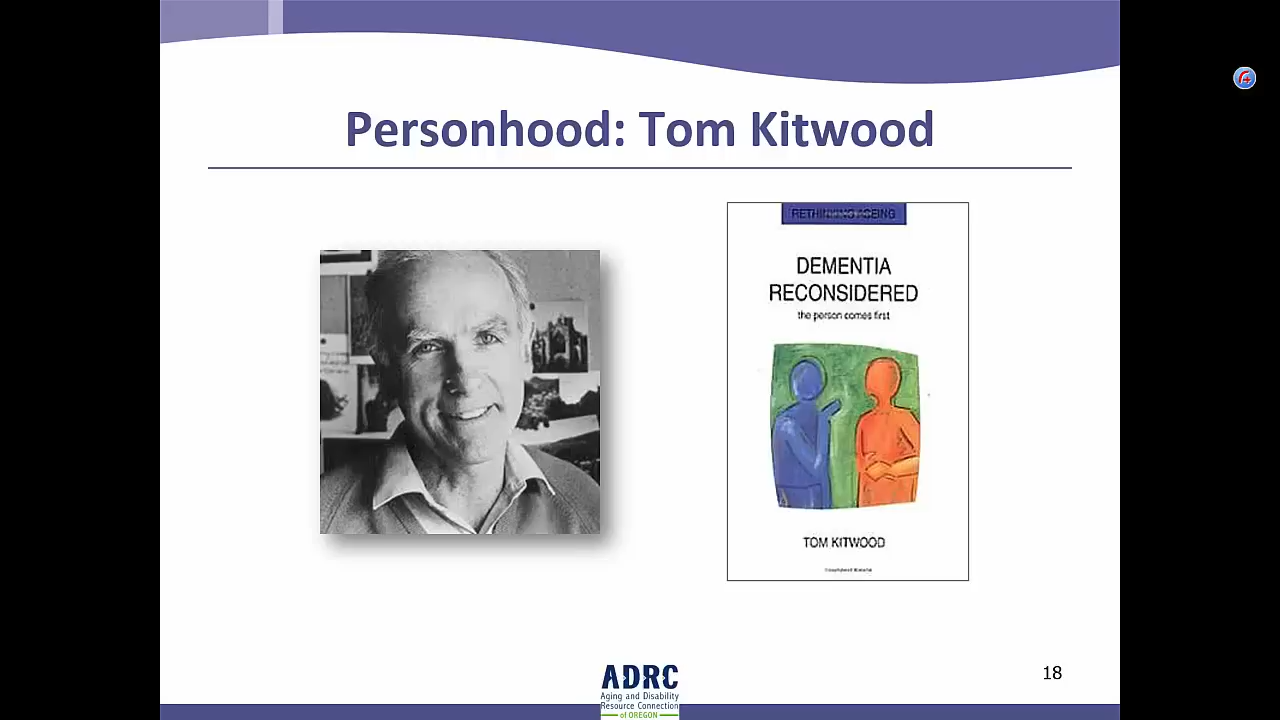 Personhood: Tom Kitwood
RETHINKING AGEING
DEMENTIA
RECONSIDERED
the person comes first
TOM KITWOOD
ADRC
Aging and Disability
Resource Connection
of OREGON
18